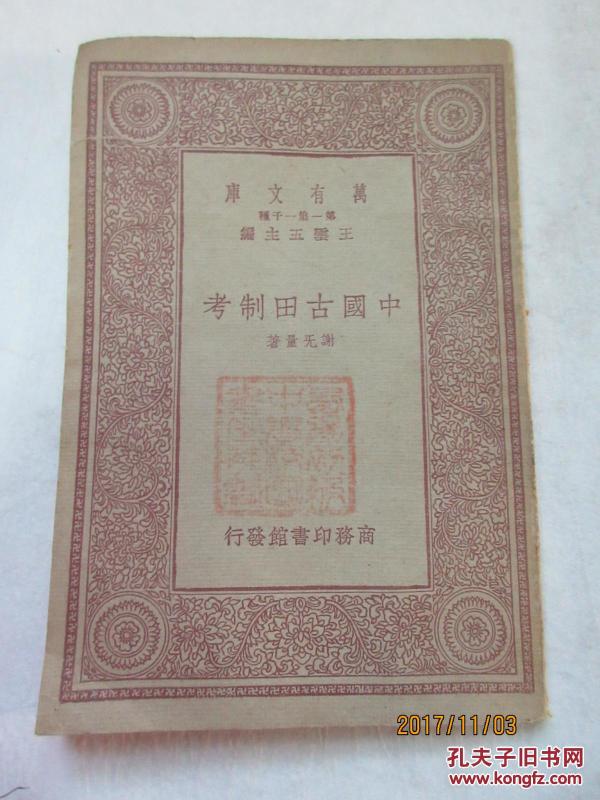 萬有文庫
第一集一千種
王雲五主編
中國古田制考
謝无量著
商務印書館發行
2017/11/03
孔夫子旧书网
www.kongfz.com